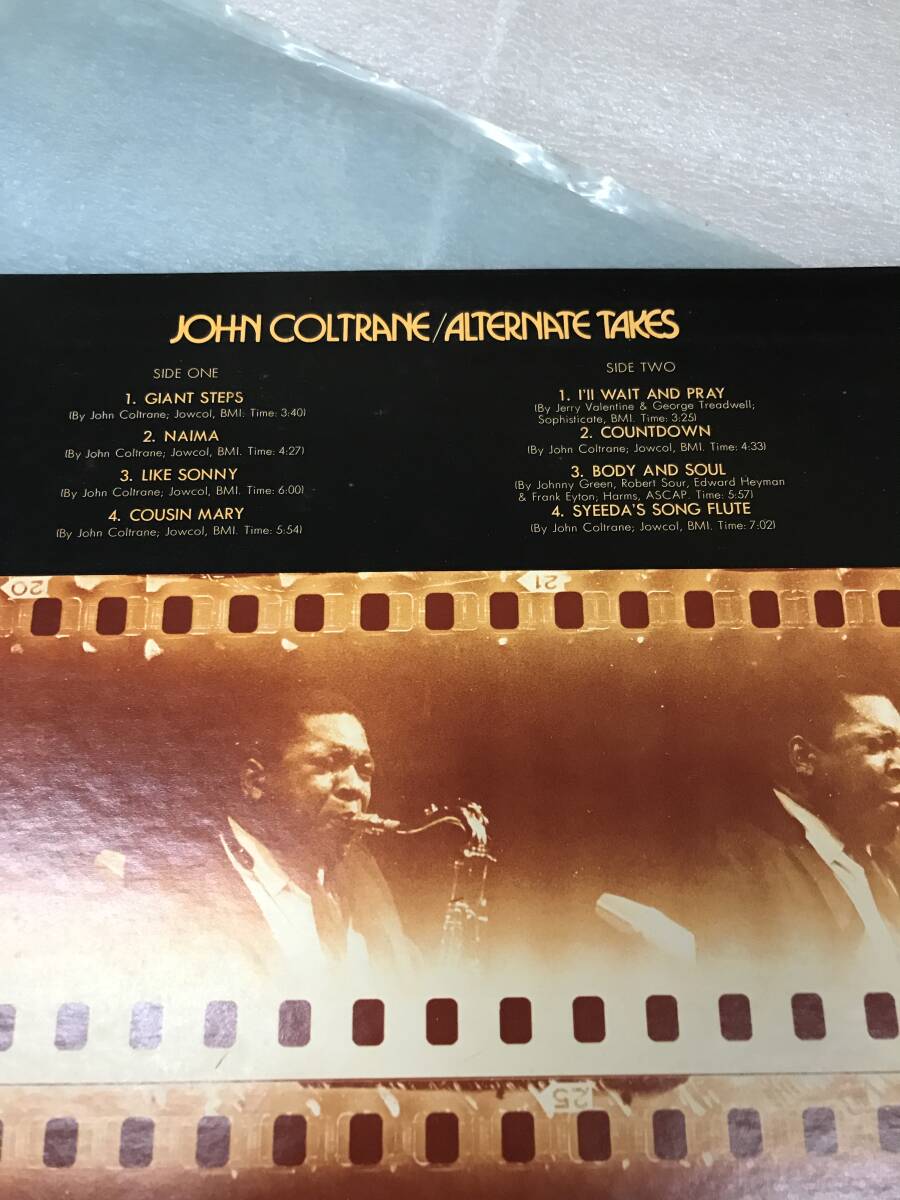 JOHN COLTRANE/ALTERNATE TAKES
SIDE ONE
1. GIANT STEPS
(By John Coltrane; Jowcol, BMI. Time: 3:40)
2. NAIMA
(By John Coltrane; Jowcol, BMI. Time: 4:27)
3. LIKE SONNY
(By John Coltrane; Jowcol, BMI. Time: 6:00)
4. COUSIN MARY
(By John Coltrane; Jowcol, BMI. Time: 5:54)
SIDE TWO
1. I'll WAIT AND PRAY
(By Jerry Valentine & George Treadwell;
Sophisticate, BMI. Time: 3:25)
2. COUNTDOWN
(By John Coltrane; Jowcol, BMI. Time: 4:33)
3. BODY AND SOUL
(By Johnny Green, Robert Sour, Edward Heyman
& Frank Eyton; Harms, ASCAP. Time: 5:57)
4. SYEEDA'S SONG FLUTE
(By John Coltrane; Jowcol, BMI. Time: 7:02)
20
21
25